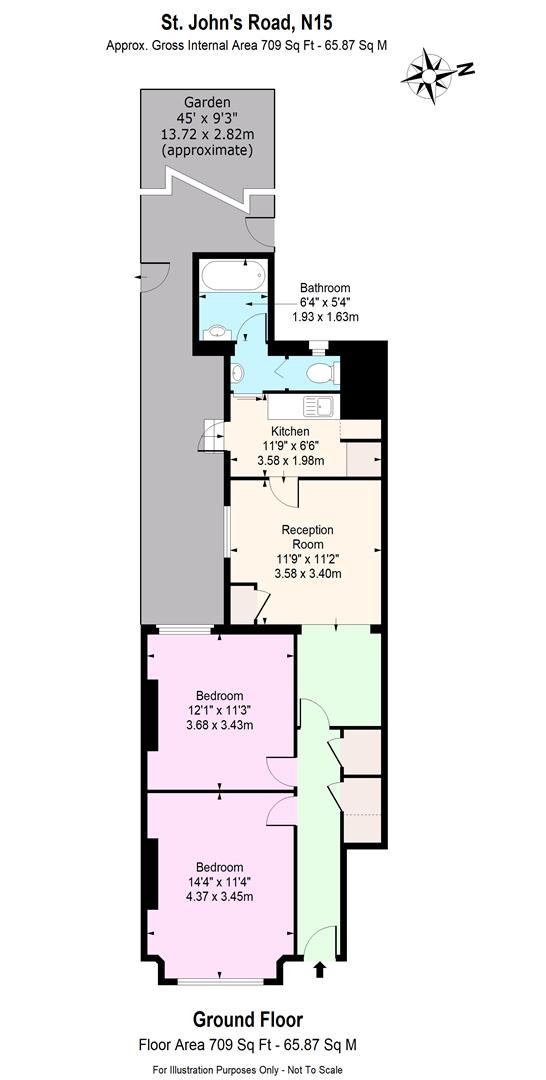 St. John's Road, N15
Approx. Gross Internal Area 709 Sq Ft - 65.87 Sq M
N
Garden
45' x 9'3"
13.72 x 2.82m
(approximate)
Bathroom
6'4" x 5'4"
1.93 x 1.63m
Kitchen
11'9" x 6'6"
3.58 x 1.98m
Reception
Room
11'9" x 11'2"
3.58 x 3.40m
Bedroom
12'1" x 11'3"
3.68 x 3.43m
Bedroom
14'4" x 11'4"
4.37 x 3.45m
Ground Floor
Floor Area 709 Sq Ft - 65.87 Sq M
For Illustration Purposes Only - Not To Scale